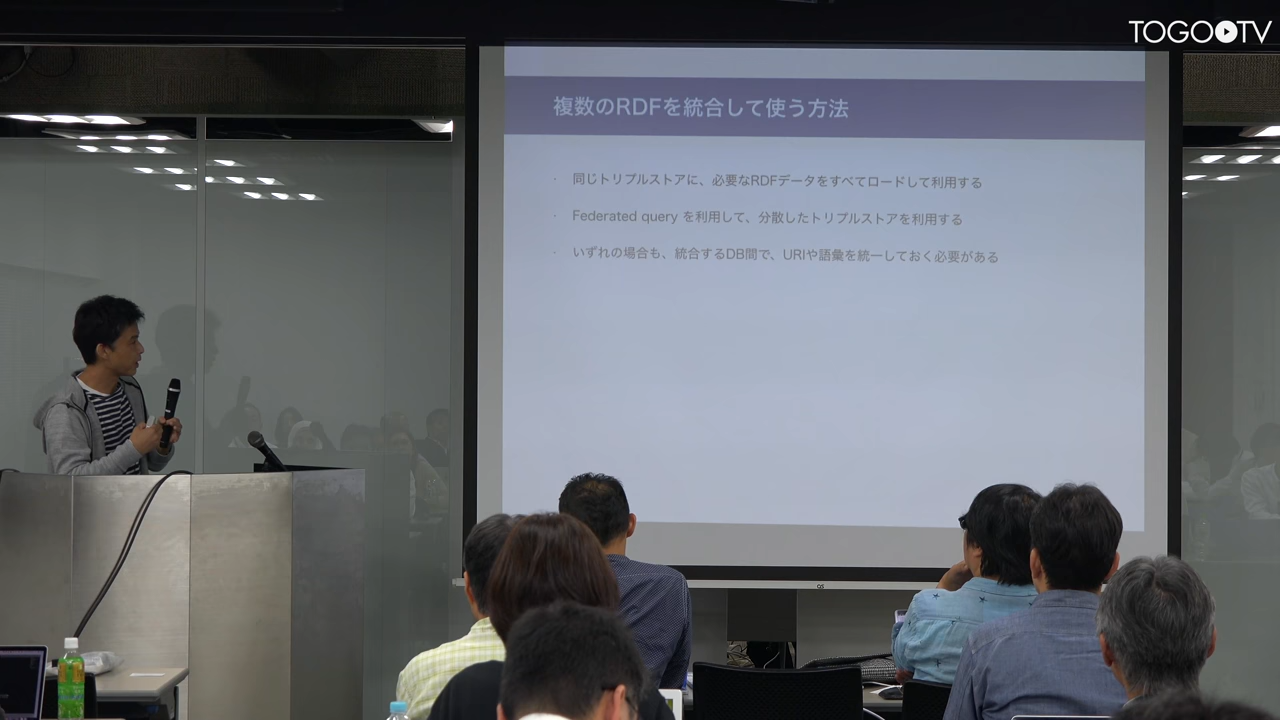 TOGO TV
複数のRDFを統合して使う方法
· 同じトリプルストアに、必要なRDFデータをすべてロードして利用する
· Federated query を利用して、分散したトリプルストアを利用する
· いずれの場合も、統合するDB間で、URIや語彙を統一しておく必要がある
OS